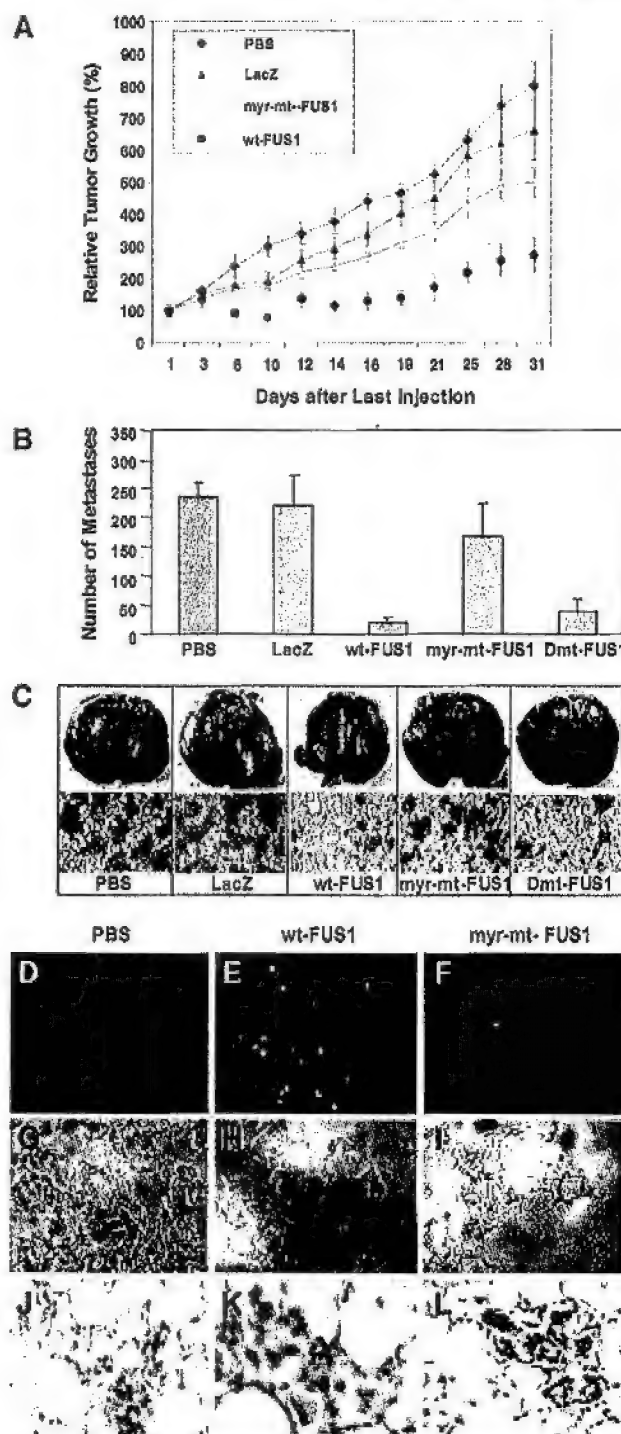 A
Relative Tumor Growth (%)
1000
900
800
700
600
500
400
300
200
100
0
PBS
LacZ
myr-mt-FUS1
wt-FUS1
1 3 6 10 12 14 16 19 21 25 28 31
Days after Last Injection
B
Number of Metastases
350
300
250
200
150
100
50
0
PBS LacZ wt-FUS1 myr-mt-FUS1 Dmt-FUS1
C
PBS LacZ wt-FUS1 myr-mt-FUS1 Dmt-FUS1
PBS wt-FUS1 myr-mt- FUS1
D E F
G H I
J K L